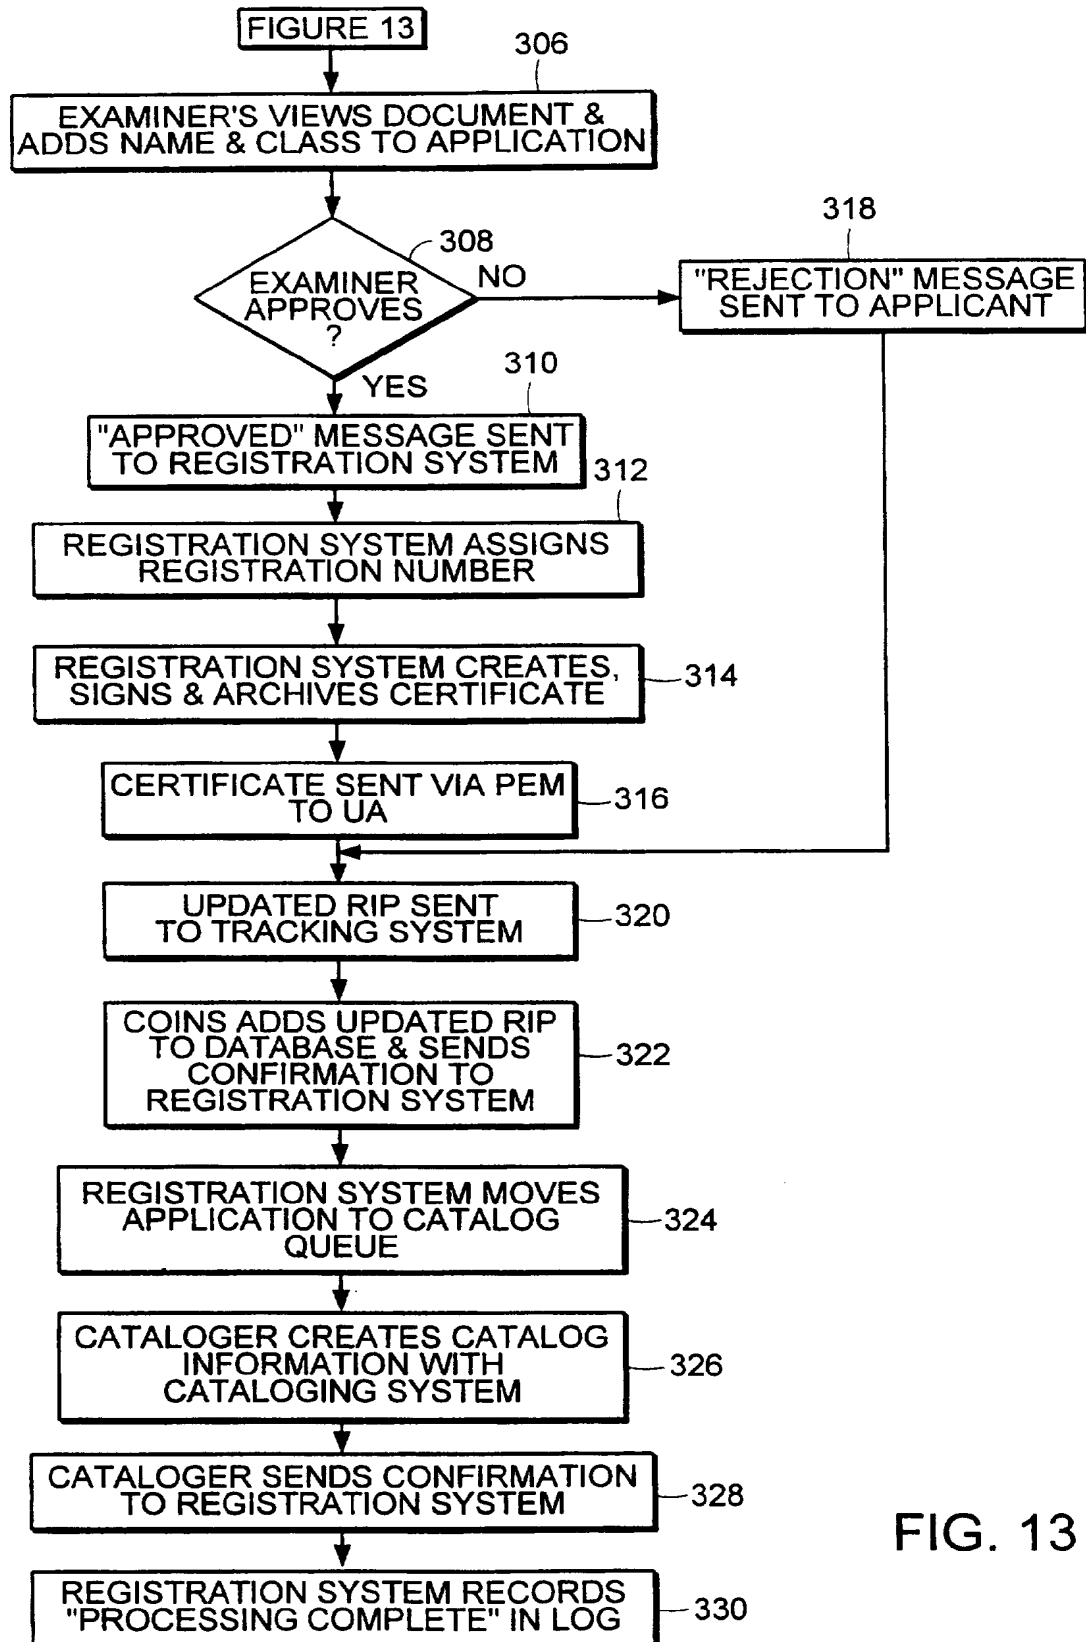 FIGURE 13
306
EXAMINER'S VIEWS DOCUMENT &
ADDS NAME & CLASS TO APPLICATION
308
EXAMINER
APPROVES
?
NO
318
"REJECTION" MESSAGE
SENT TO APPLICANT
YES
310
"APPROVED" MESSAGE SENT
TO REGISTRATION SYSTEM
312
REGISTRATION SYSTEM ASSIGNS
REGISTRATION NUMBER
REGISTRATION SYSTEM CREATES,
SIGNS & ARCHIVES CERTIFICATE
314
CERTIFICATE SENT VIA PEM
TO UA
316
UPDATED RIP SENT
TO TRACKING SYSTEM
320
COINS ADDS UPDATED RIP
TO DATABASE & SENDS
CONFIRMATION TO
REGISTRATION SYSTEM
322
REGISTRATION SYSTEM MOVES
APPLICATION TO CATALOG
QUEUE
324
CATALOGER CREATES CATALOG
INFORMATION WITH
CATALOGING SYSTEM
326
CATALOGER SENDS CONFIRMATION
TO REGISTRATION SYSTEM
328
REGISTRATION SYSTEM RECORDS
"PROCESSING COMPLETE" IN LOG
330
FIG. 13